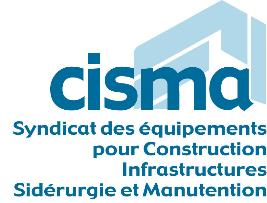 cisma
Syndicat des équipements
pour Construction
Infrastructures
Sidérurgie et Manutention